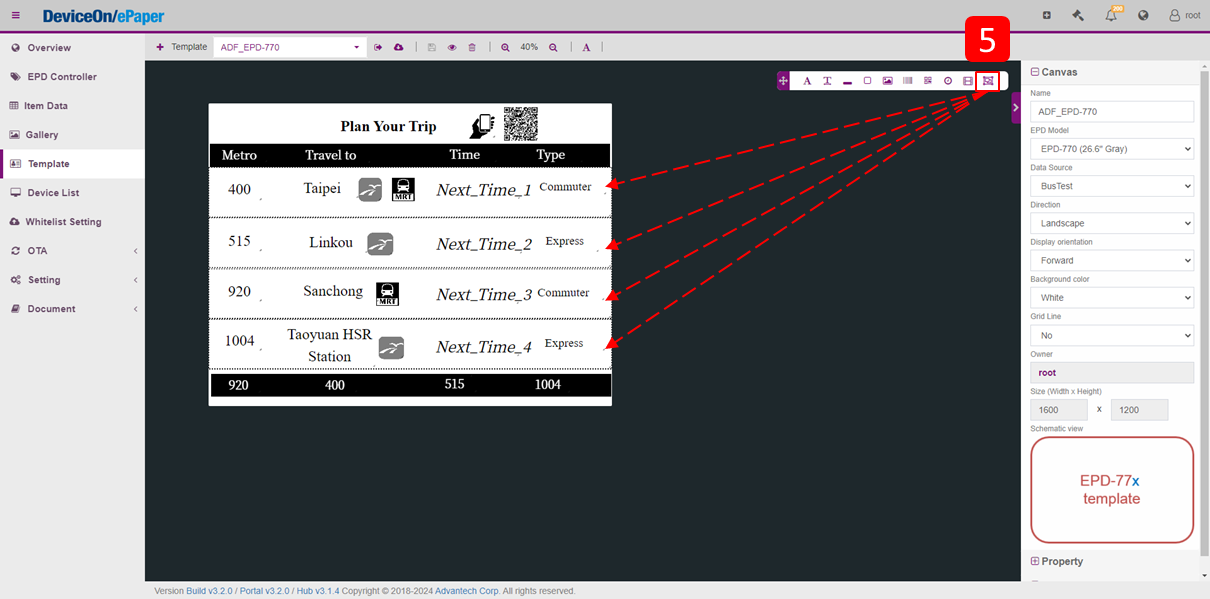 DeviceOn/ePaper
200
root
5
Overview
EPD Controller
Item Data
Gallery
Template
Device List
Whitelist Setting
OTA
Setting
Document
Template
ADF_EPD-770
40%
A
A
T
Plan Your Trip
Metro Travel to Time Type
400 Taipei MRT Next_Time_1 Commuter
515 Linkou Next_Time_2 Express
920 Sanchong MRT Next_Time_3 Commuter
1004 Taoyuan HSR
Station Next_Time_4 Express
920 400 515 1004
Canvas
Name
ADF_EPD-770
EPD Model
EPD-770 (26.6" Gray)
Data Source
BusTest
Direction
Landscape
Display orientation
Forward
Background color
White
Grid Line
No
Owner
root
Size (Width x Height)
1600 x 1200
Schematic view
EPD-77x
template
Property
Version Build v3.2.0 / Portal v3.2.0 / Hub v3.1.4 Copyright © 2018-2024 Advantech Corp. All rights reserved.